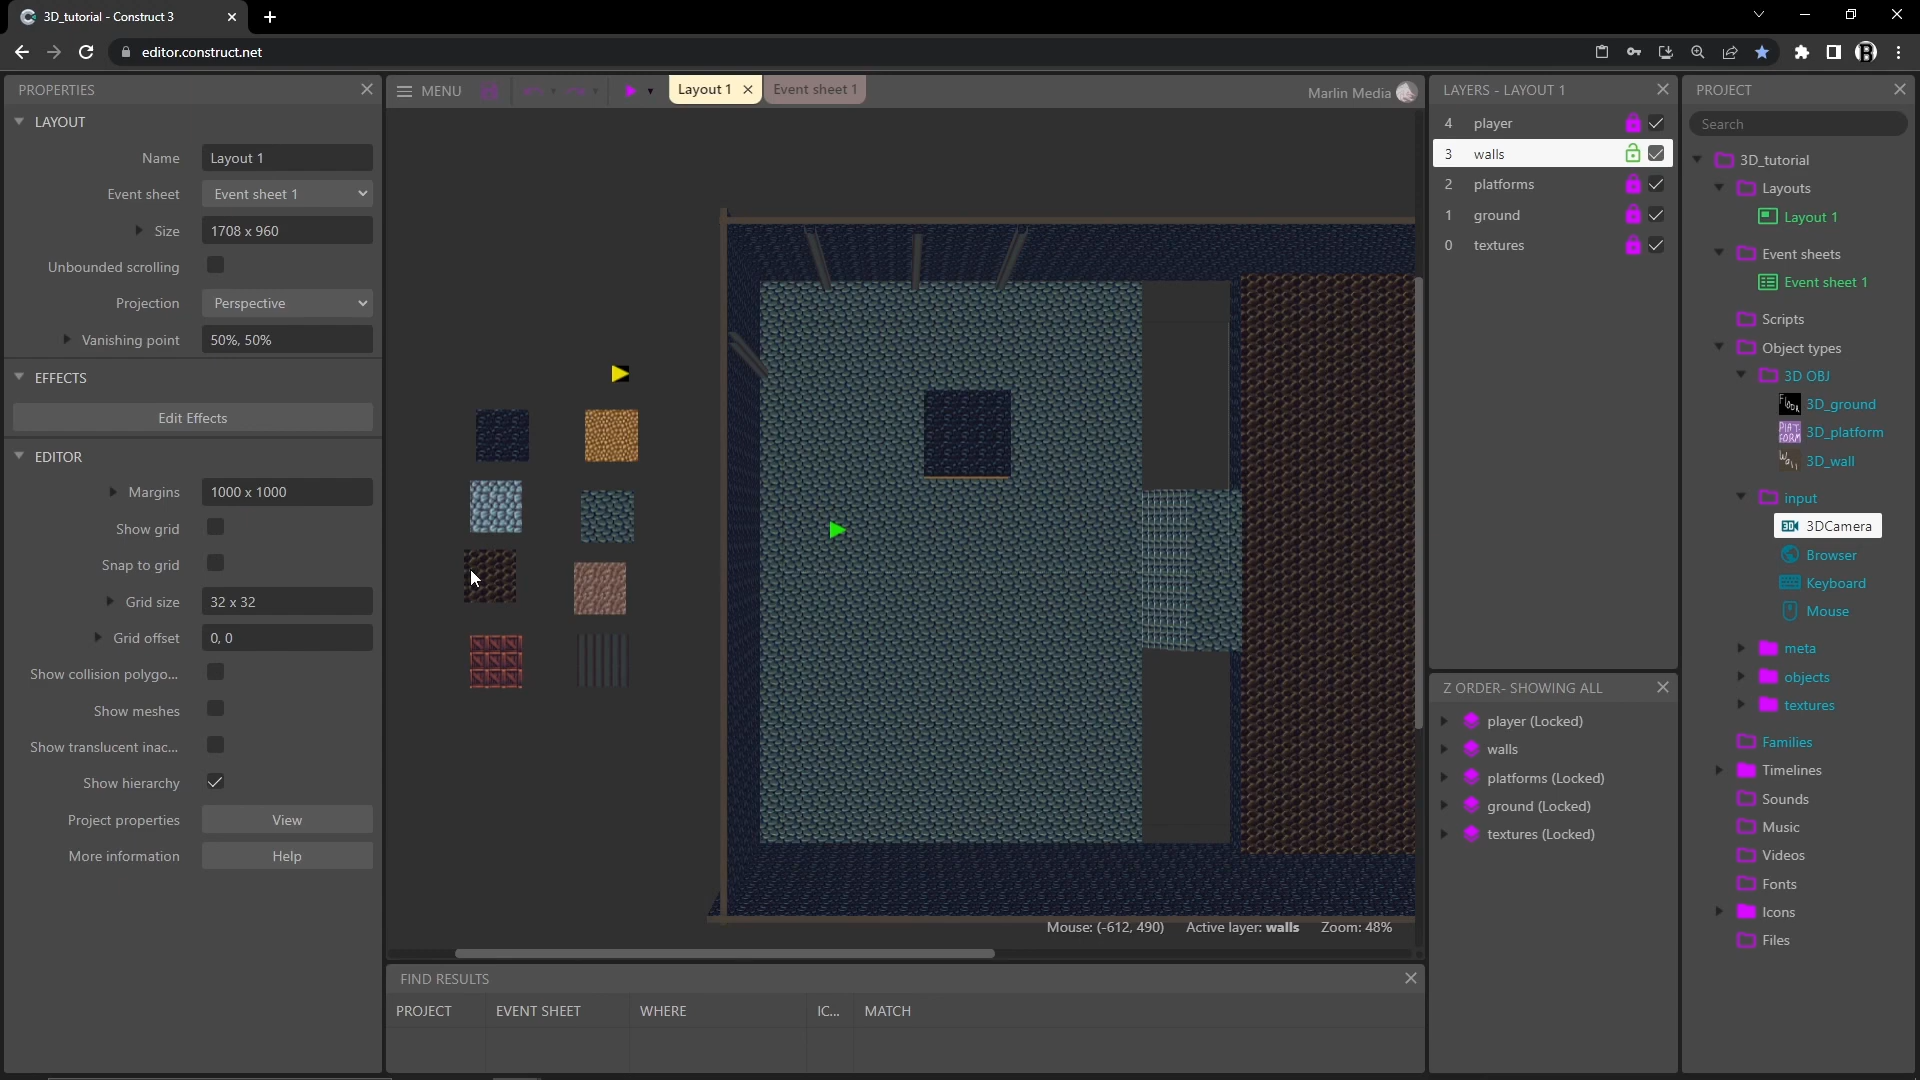 3D_tutorial - Construct 3
editor.construct.net
PROPERTIES
LAYOUT
Name Layout 1
Event sheet Event sheet 1
Size 1708 x 960
Unbounded scrolling
Projection Perspective
Vanishing point 50%, 50%
EFFECTS
Edit Effects
EDITOR
Margins 1000 x 1000
Show grid
Snap to grid
Grid size 32 x 32
Grid offset 0, 0
Show collision polygo...
Show meshes
Show translucent inac...
Show hierarchy
Project properties View
More information Help
MENU
Layout 1
Event sheet 1
Marlin Media
Mouse: (-612, 490) Active layer: walls Zoom: 48%
FIND RESULTS
PROJECT EVENT SHEET WHERE IC... MATCH
LAYERS - LAYOUT 1
4 player
3 walls
2 platforms
1 ground
0 textures
Z ORDER- SHOWING ALL
player (Locked)
walls
platforms (Locked)
ground (Locked)
textures (Locked)
PROJECT
Search
3D_tutorial
Layouts
Layout 1
Event sheets
Event sheet 1
Scripts
Object types
3D OBJ
3D_ground
3D_platform
3D_wall
input
3DCamera
Browser
Keyboard
Mouse
meta
objects
textures
Families
Timelines
Sounds
Music
Videos
Fonts
Icons
Files